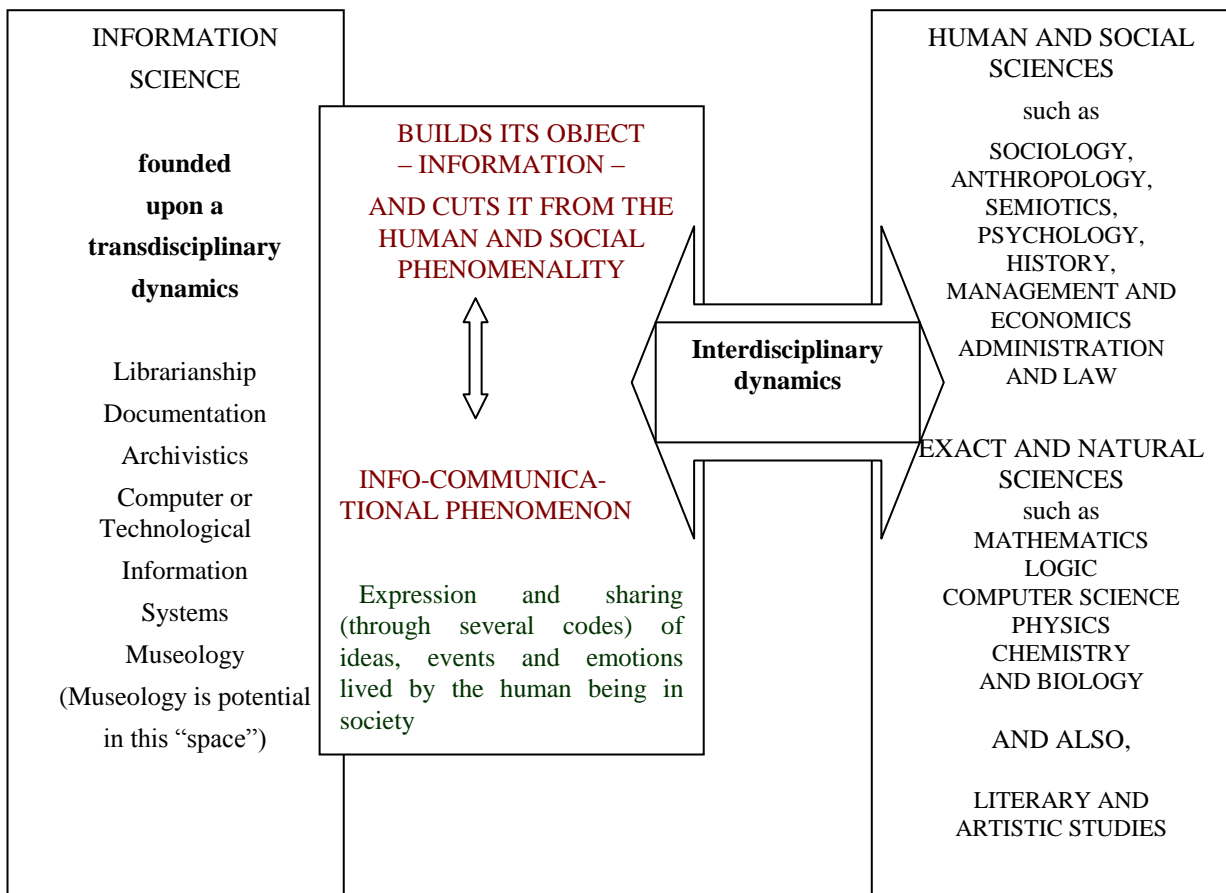 INFORMATION
SCIENCE
founded
upon a
transdisciplinary
dynamics
Librarianship
Documentation
Archivistics
Computer or
Technological
Information
Systems
Museology
(Museology is potential
in this “space”)
BUILDS ITS OBJECT
– INFORMATION –
AND CUTS IT FROM THE
HUMAN AND SOCIAL
PHENOMENALITY
INFO-COMMUNICA-
TIONAL PHENOMENON
Expression and sharing
(through several codes) of
ideas, events and emotions
lived by the human being in
society
Interdisciplinary
dynamics
HUMAN AND SOCIAL
SCIENCES
such as
SOCIOLOGY,
ANTHROPOLOGY,
SEMIOTICS,
PSYCHOLOGY,
HISTORY,
MANAGEMENT AND
ECONOMICS
ADMINISTRATION
AND LAW
EXACT AND NATURAL
SCIENCES
such as
MATHEMATICS
LOGIC
COMPUTER SCIENCE
PHYSICS
CHEMISTRY
AND BIOLOGY
AND ALSO,
LITERARY AND
ARTISTIC STUDIES